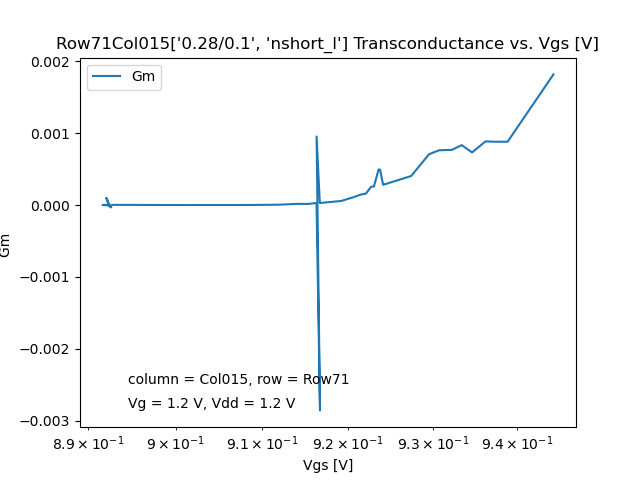 Row71Col015['0.28/0.1', 'nshort_l'] Transconductance vs. Vgs [V]
Gm
0.002
0.001
0.000
−0.001
−0.002
−0.003
Gm
column = Col015, row = Row71
Vg = 1.2 V, Vdd = 1.2 V
8.9 × 10⁻¹ 9 × 10⁻¹ 9.1 × 10⁻¹ 9.2 × 10⁻¹ 9.3 × 10⁻¹ 9.4 × 10⁻¹
Vgs [V]